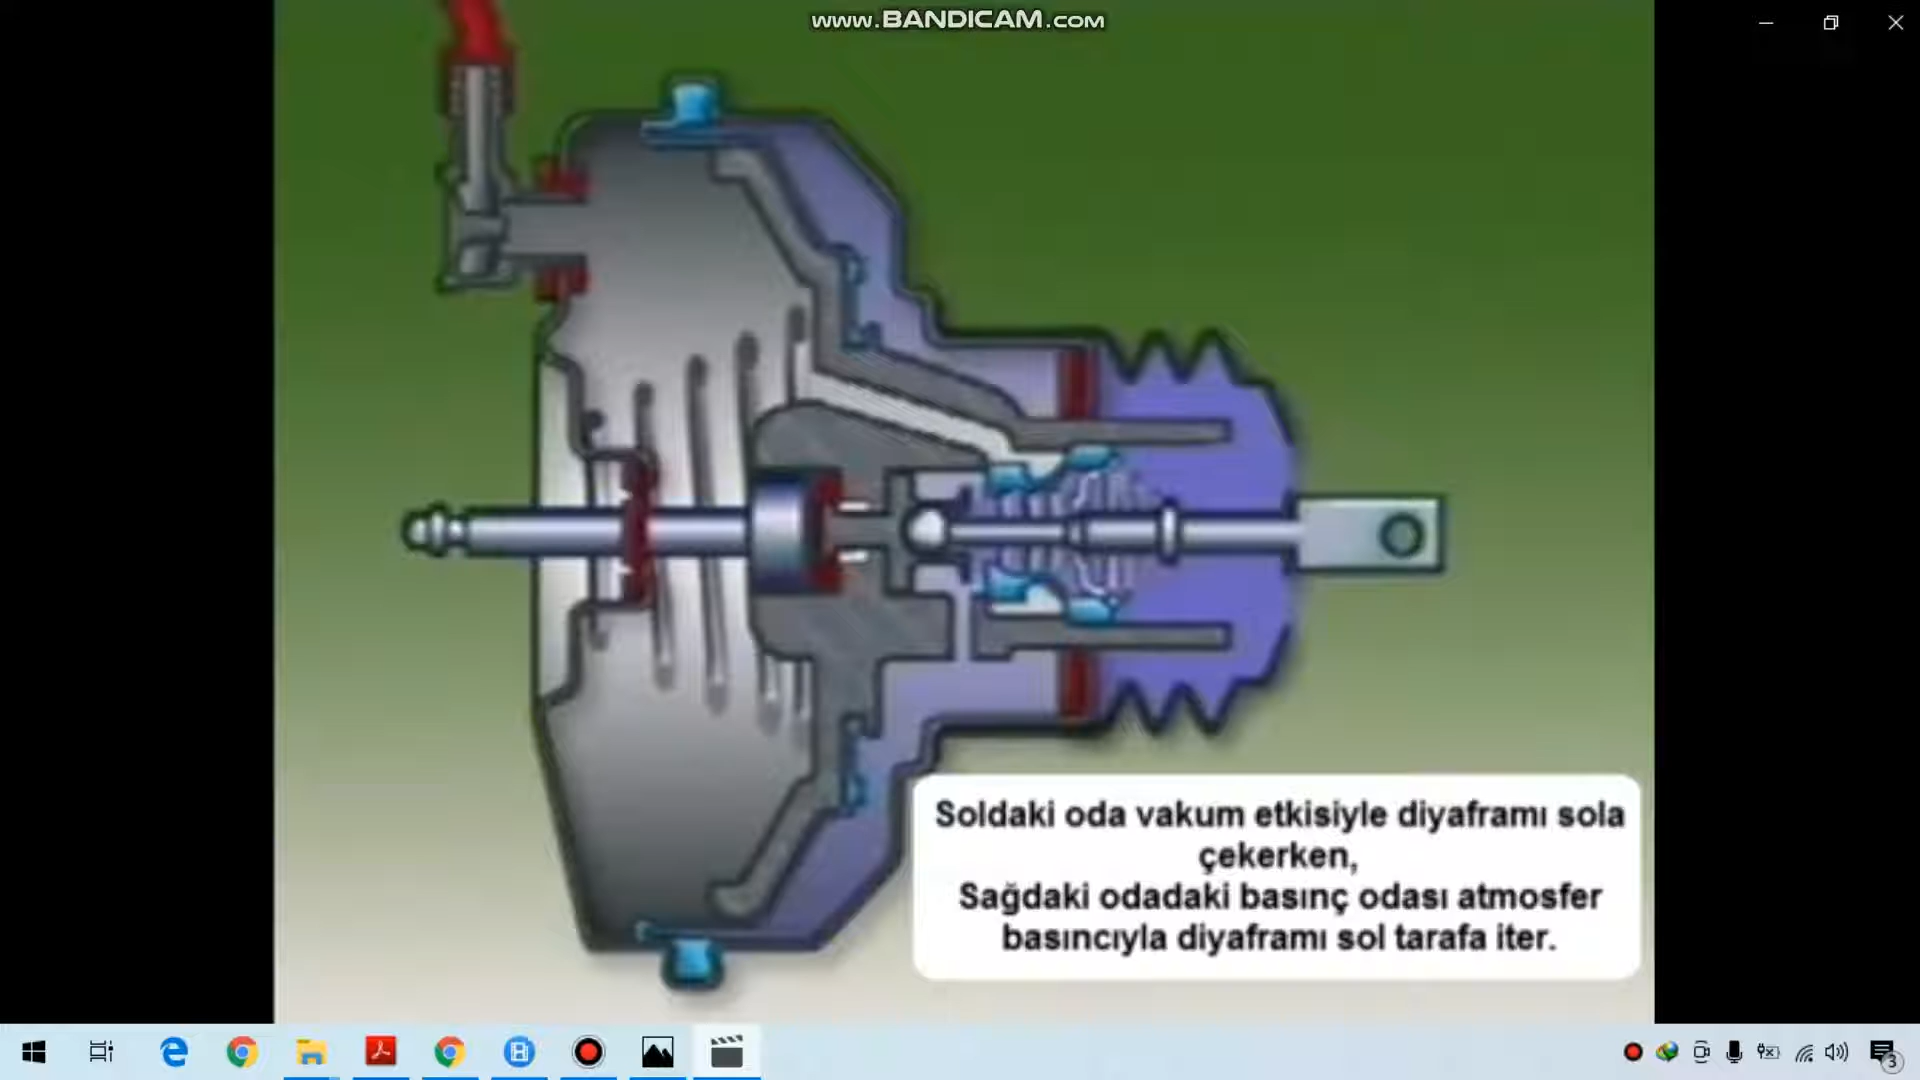 www.BANDICAM.com
Soldaki oda vakum etkisiyle diyaframı sola
çekerken,
Sağdaki odadaki basınç odası atmosfer
basıncıyla diyaframı sol tarafa iter.
3